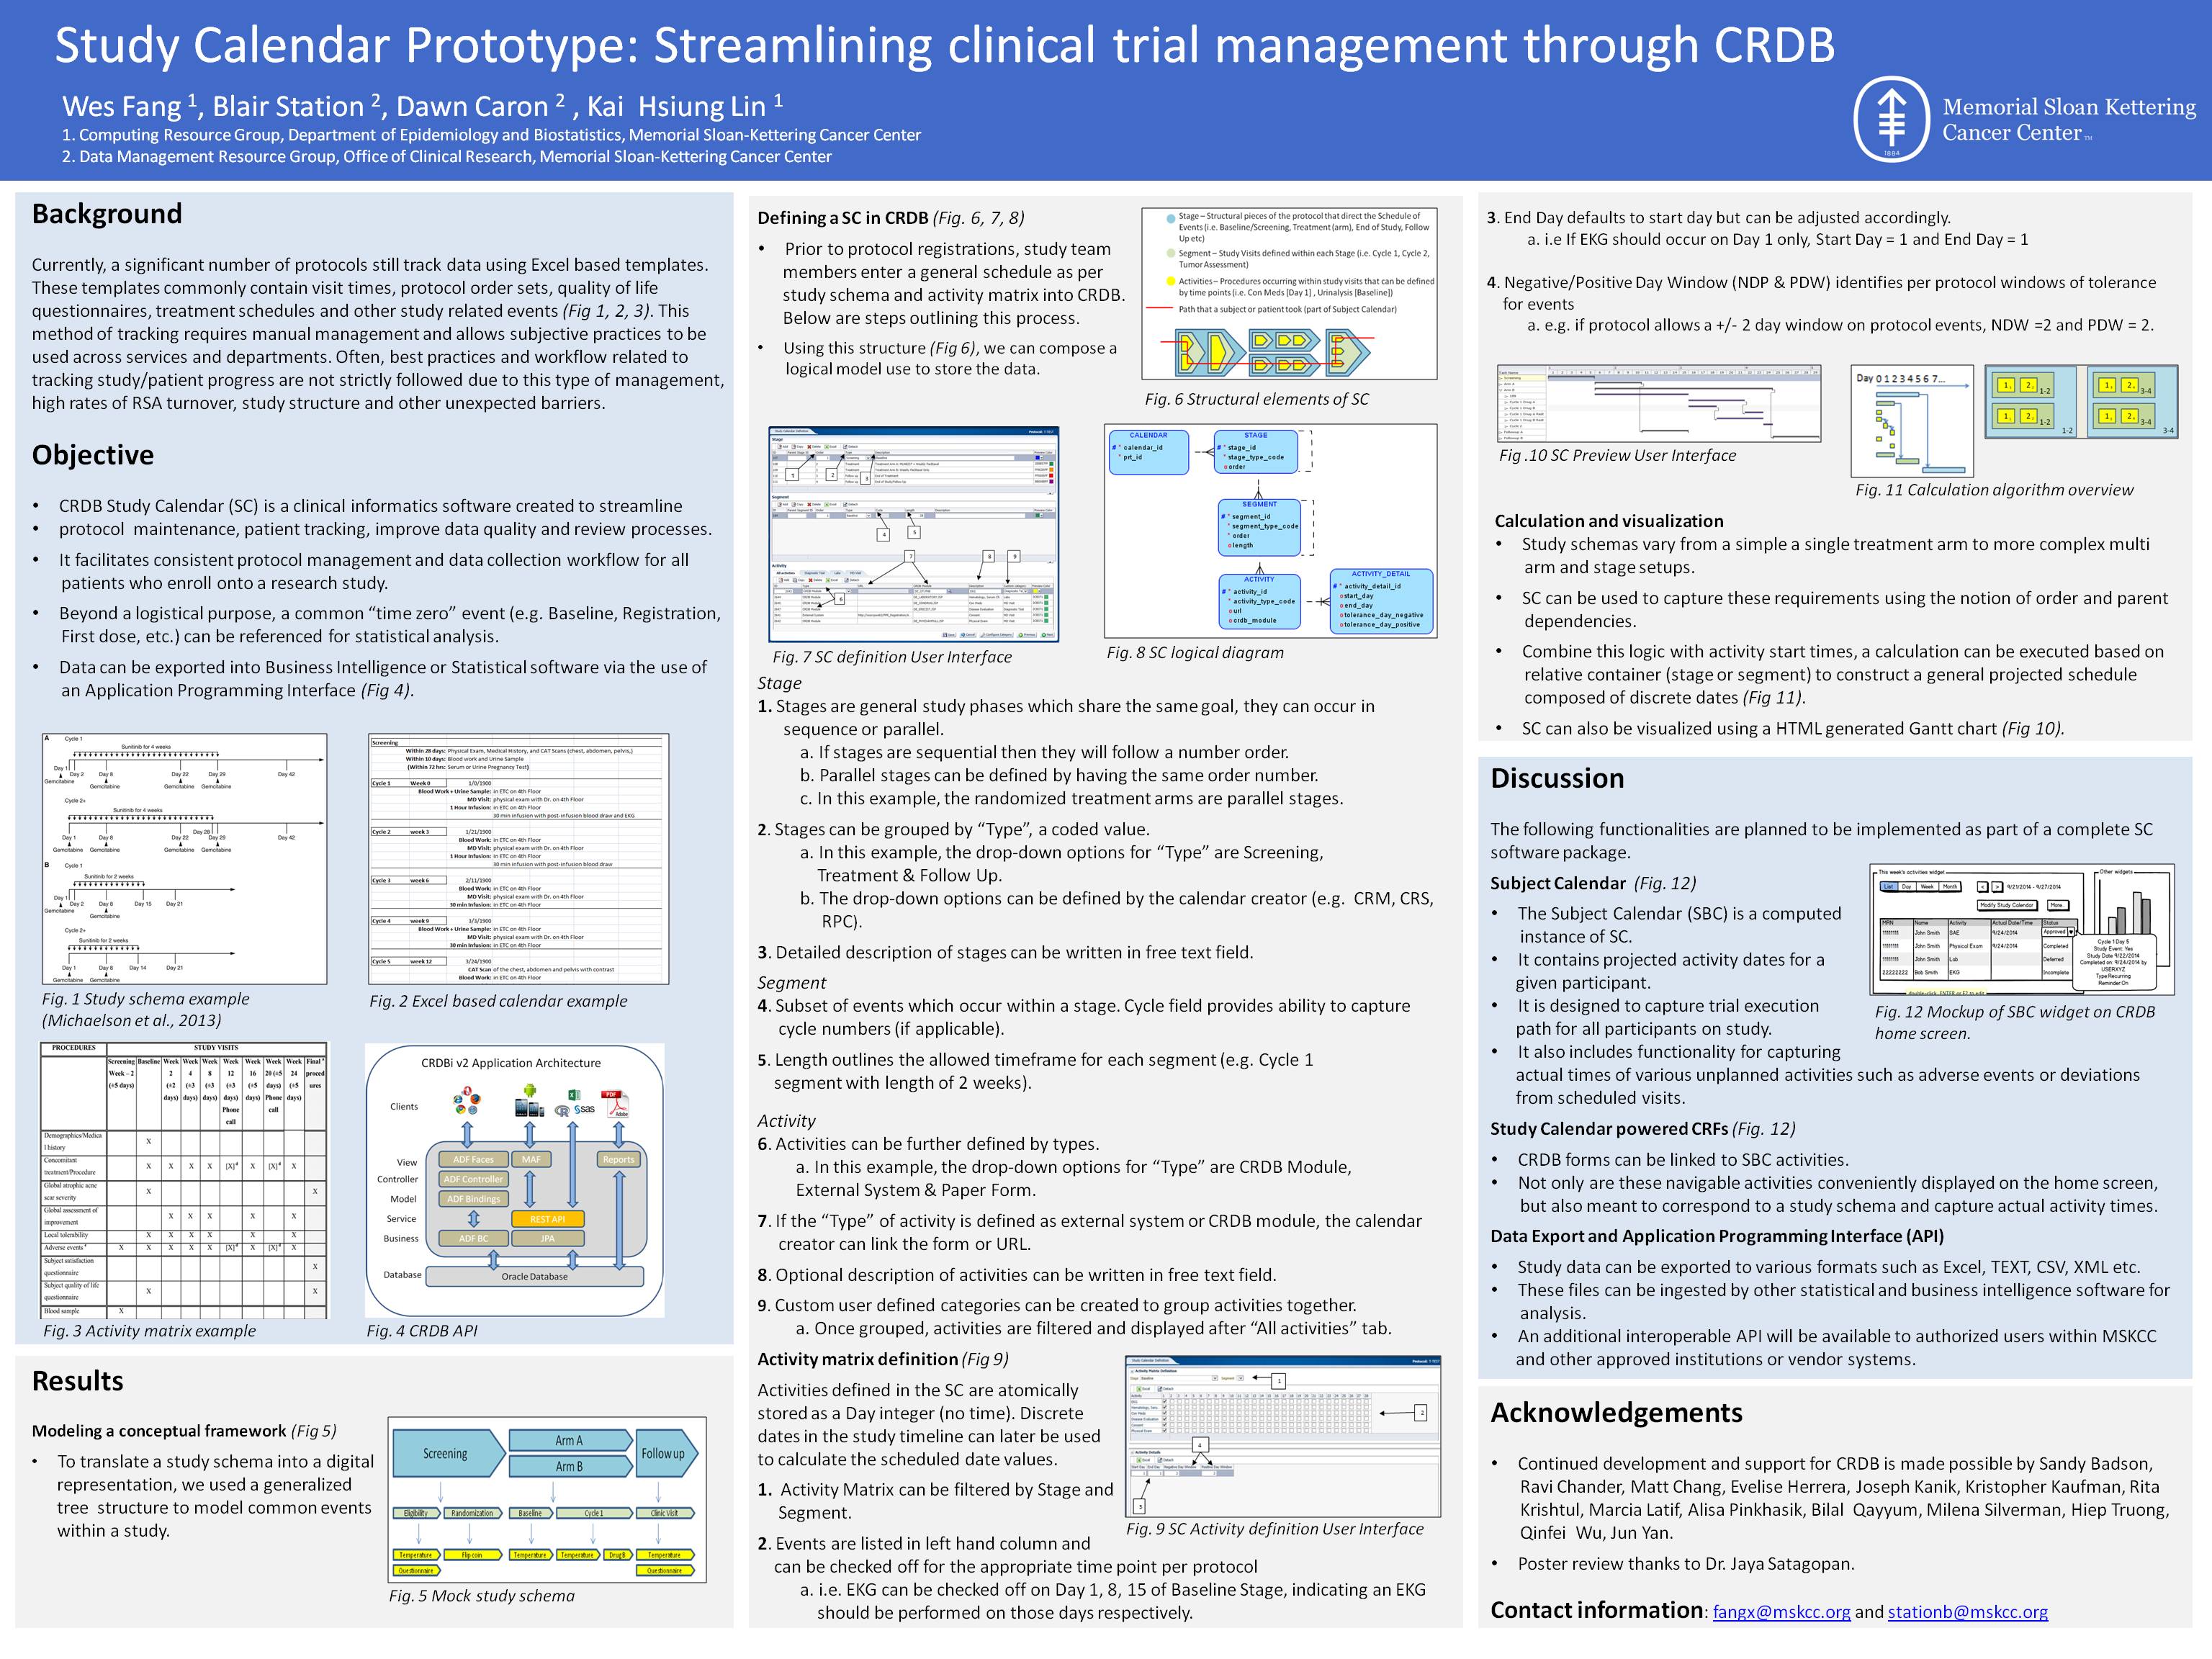 Study Calendar Prototype: Streamlining clinical trial management through CRDB
Wes Fang 1, Blair Station 2, Dawn Caron 2 , Kai Hsiung Lin 1
1. Computing Resource Group, Department of Epidemiology and Biostatistics, Memorial Sloan-Kettering Cancer Center
2. Data Management Resource Group, Office of Clinical Research, Memorial Sloan-Kettering Cancer Center
Memorial Sloan Kettering
Cancer Center TM
1884
Background
Currently, a significant number of protocols still track data using Excel based templates.
These templates commonly contain visit times, protocol order sets, quality of life
questionnaires, treatment schedules and other study related events (Fig 1, 2, 3). This
method of tracking requires manual management and allows subjective practices to be
used across services and departments. Often, best practices and workflow related to
tracking study/patient progress are not strictly followed due to this type of management,
high rates of RSA turnover, study structure and other unexpected barriers.
Objective
• CRDB Study Calendar (SC) is a clinical informatics software created to streamline
• protocol maintenance, patient tracking, improve data quality and review processes.
• It facilitates consistent protocol management and data collection workflow for all
patients who enroll onto a research study.
• Beyond a logistical purpose, a common “time zero” event (e.g. Baseline, Registration,
First dose, etc.) can be referenced for statistical analysis.
• Data can be exported into Business Intelligence or Statistical software via the use of
an Application Programming Interface (Fig 4).
Fig. 1 Study schema example
(Michaelson et al., 2013)
Fig. 2 Excel based calendar example
Fig. 3 Activity matrix example
CRDBi v2 Application Architecture
Clients
View
Controller
Model
Service
Business
Database
ADF Faces
MAF
Reports
ADF Controller
ADF Bindings
REST API
ADF BC
JPA
Oracle Database
Fig. 4 CRDB API
Results
Modeling a conceptual framework (Fig 5)
• To translate a study schema into a digital
representation, we used a generalized
tree structure to model common events
within a study.
Screening
Arm A
Arm B
Follow up
Eligibility
Randomization
Baseline
Cycle 1
Clinic Visit
Temperature
Flip coin
Temperature
Temperature
Drug B
Temperature
Questionnaire
Questionnaire
Fig. 5 Mock study schema
Defining a SC in CRDB (Fig. 6, 7, 8)
• Prior to protocol registrations, study team
members enter a general schedule as per
study schema and activity matrix into CRDB.
Below are steps outlining this process.
• Using this structure (Fig 6), we can compose a
logical model use to store the data.
Stage – Structural pieces of the protocol that direct the Schedule of
Events (i.e. Baseline/Screening, Treatment (arm), End of Study, Follow
Up etc)
Segment – Study Visits defined within each Stage (i.e. Cycle 1, Cycle 2,
Tumor Assessment)
Activities – Procedures occurring within study visits that can be defined
by time points (i.e. Con Meds [Day 1] , Urinalysis [Baseline])
Path that a subject or patient took (part of Subject Calendar)
Fig. 6 Structural elements of SC
Fig. 7 SC definition User Interface
CALENDAR
# * calendar_id
* prt_id
STAGE
# * stage_id
* stage_type_code
o order
SEGMENT
# * segment_id
* segment_type_code
* order
o length
ACTIVITY
# * activity_id
* activity_type_code
o url
o crdb_module
ACTIVITY_DETAIL
# * activity_detail_id
o start_day
o end_day
o tolerance_day_negative
o tolerance_day_positive
Fig. 8 SC logical diagram
Stage
1. Stages are general study phases which share the same goal, they can occur in
sequence or parallel.
a. If stages are sequential then they will follow a number order.
b. Parallel stages can be defined by having the same order number.
c. In this example, the randomized treatment arms are parallel stages.
2. Stages can be grouped by “Type”, a coded value.
a. In this example, the drop-down options for “Type” are Screening,
Treatment & Follow Up.
b. The drop-down options can be defined by the calendar creator (e.g. CRM, CRS,
RPC).
3. Detailed description of stages can be written in free text field.
Segment
4. Subset of events which occur within a stage. Cycle field provides ability to capture
cycle numbers (if applicable).
5. Length outlines the allowed timeframe for each segment (e.g. Cycle 1
segment with length of 2 weeks).
Activity
6. Activities can be further defined by types.
a. In this example, the drop-down options for “Type” are CRDB Module,
External System & Paper Form.
7. If the “Type” of activity is defined as external system or CRDB module, the calendar
creator can link the form or URL.
8. Optional description of activities can be written in free text field.
9. Custom user defined categories can be created to group activities together.
a. Once grouped, activities are filtered and displayed after “All activities” tab.
Activity matrix definition (Fig 9)
Activities defined in the SC are atomically
stored as a Day integer (no time). Discrete
dates in the study timeline can later be used
to calculate the scheduled date values.
1. Activity Matrix can be filtered by Stage and
Segment.
2. Events are listed in left hand column and
can be checked off for the appropriate time point per protocol
a. i.e. EKG can be checked off on Day 1, 8, 15 of Baseline Stage, indicating an EKG
should be performed on those days respectively.
Fig. 9 SC Activity definition User Interface
3. End Day defaults to start day but can be adjusted accordingly.
a. i.e If EKG should occur on Day 1 only, Start Day = 1 and End Day = 1
4. Negative/Positive Day Window (NDP & PDW) identifies per protocol windows of tolerance
for events
a. e.g. if protocol allows a +/- 2 day window on protocol events, NDW =2 and PDW = 2.
Fig .10 SC Preview User Interface
Day 0 1 2 3 4 5 6 7...
Fig. 11 Calculation algorithm overview
Calculation and visualization
• Study schemas vary from a simple a single treatment arm to more complex multi
arm and stage setups.
• SC can be used to capture these requirements using the notion of order and parent
dependencies.
• Combine this logic with activity start times, a calculation can be executed based on
relative container (stage or segment) to construct a general projected schedule
composed of discrete dates (Fig 11).
• SC can also be visualized using a HTML generated Gantt chart (Fig 10).
Discussion
The following functionalities are planned to be implemented as part of a complete SC
software package.
Subject Calendar (Fig. 12)
• The Subject Calendar (SBC) is a computed
instance of SC.
• It contains projected activity dates for a
given participant.
• It is designed to capture trial execution
path for all participants on study.
• It also includes functionality for capturing
actual times of various unplanned activities such as adverse events or deviations
from scheduled visits.
Fig. 12 Mockup of SBC widget on CRDB
home screen.
Study Calendar powered CRFs (Fig. 12)
• CRDB forms can be linked to SBC activities.
• Not only are these navigable activities conveniently displayed on the home screen,
but also meant to correspond to a study schema and capture actual activity times.
Data Export and Application Programming Interface (API)
• Study data can be exported to various formats such as Excel, TEXT, CSV, XML etc.
• These files can be ingested by other statistical and business intelligence software for
analysis.
• An additional interoperable API will be available to authorized users within MSKCC
and other approved institutions or vendor systems.
Acknowledgements
• Continued development and support for CRDB is made possible by Sandy Badson,
Ravi Chander, Matt Chang, Evelise Herrera, Joseph Kanik, Kristopher Kaufman, Rita
Krishtul, Marcia Latif, Alisa Pinkhasik, Bilal Qayyum, Milena Silverman, Hiep Truong,
Qinfei Wu, Jun Yan.
• Poster review thanks to Dr. Jaya Satagopan.
Contact information: fangx@mskcc.org and stationb@mskcc.org